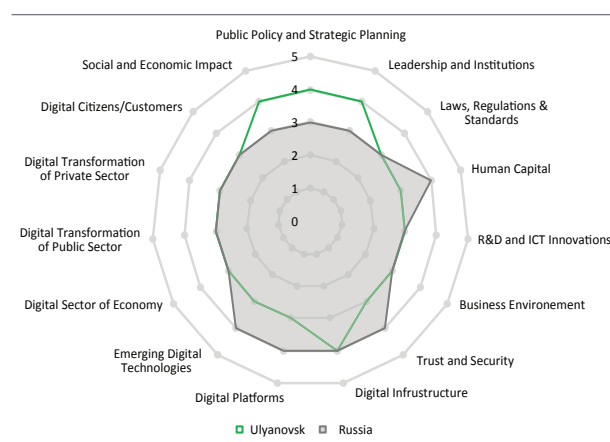 Public Policy and Strategic Planning
Social and Economic Impact
Leadership and Institutions
Digital Citizens/Customers
Laws, Regulations &
Standards
Digital Transformation
of Private Sector
Human Capital
Digital Transformation
of Public Sector
R&D and ICT Innovations
Digital Sector of Economy
Business Environement
Emerging Digital
Technologies
Trust and Security
Digital Platforms
Digital Infrustructure
5
4
3
2
1
0
Ulyanovsk
Russia